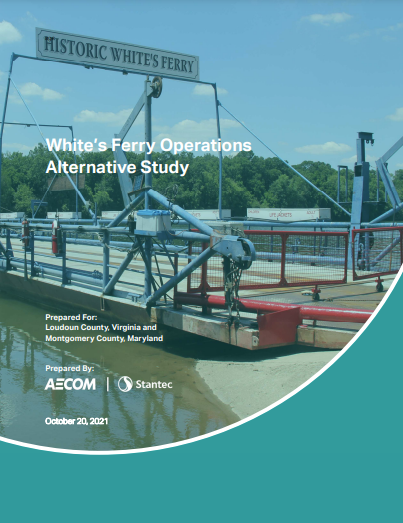 HISTORIC WHITE'S FERRY
White's Ferry Operations
Alternative Study
Prepared For:
Loudoun County, Virginia and
Montgomery County, Maryland
Prepared By:
AECOM | Stantec
October 20, 2021